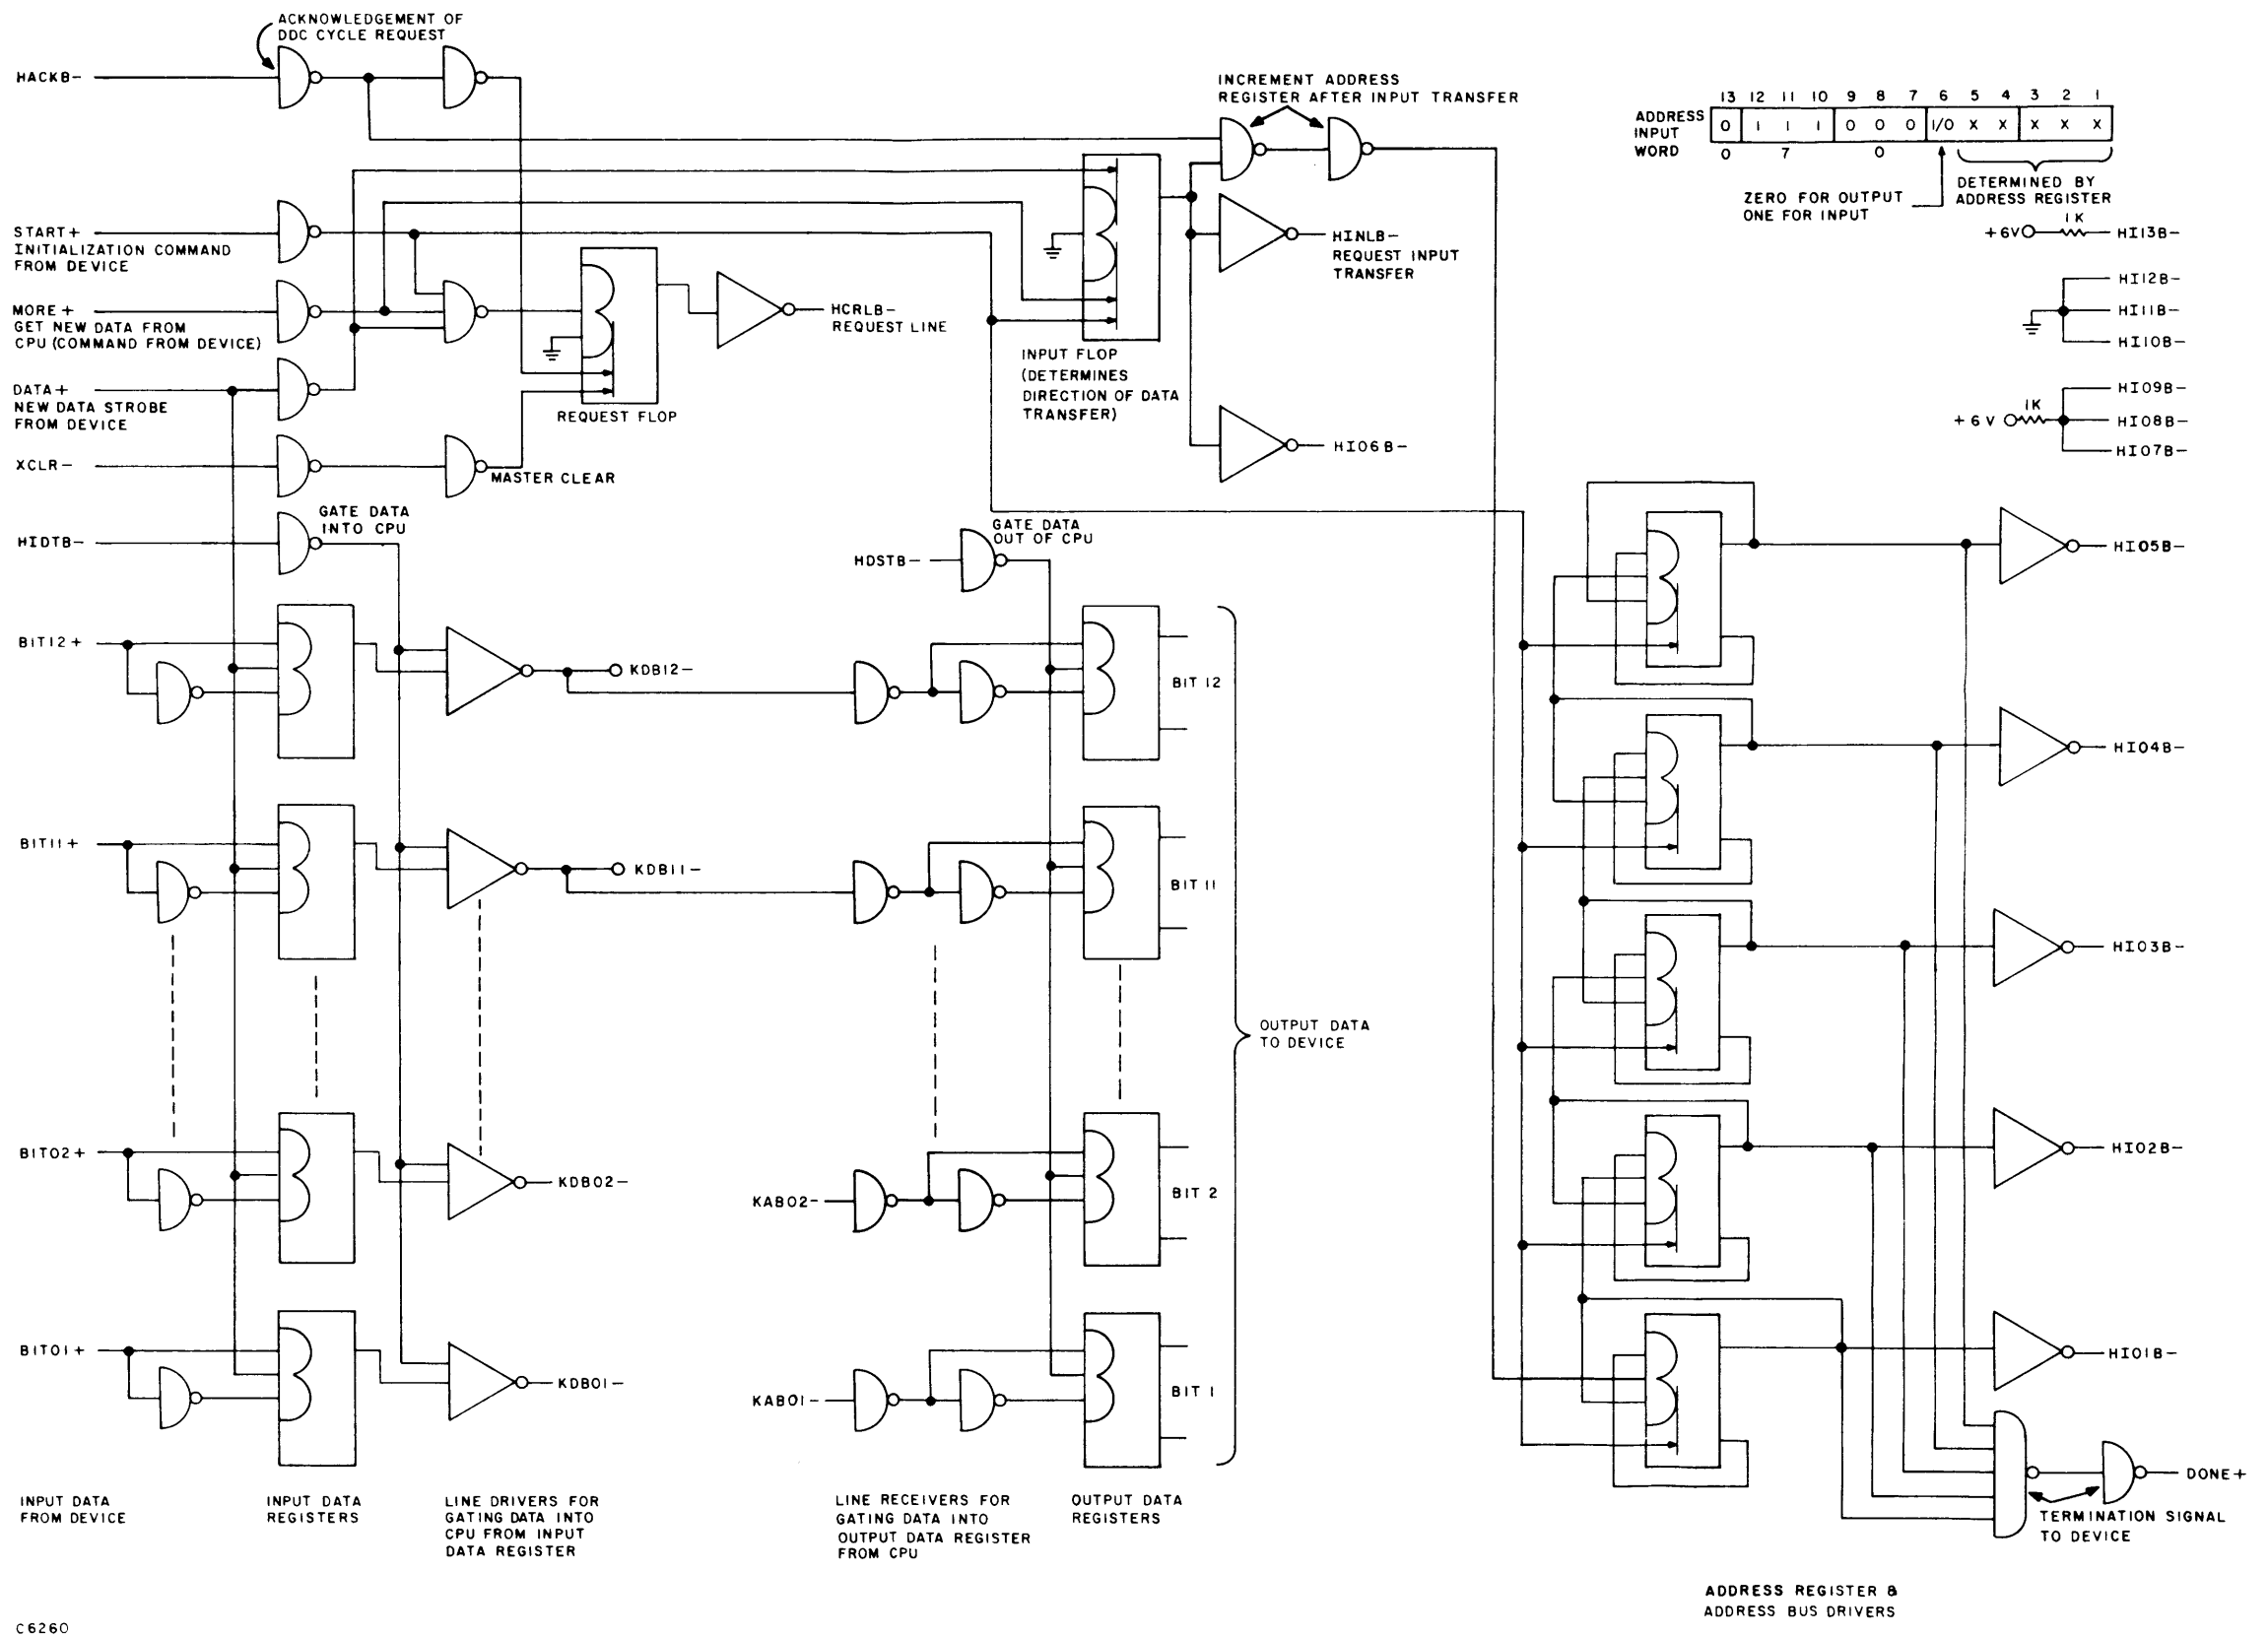 ACKNOWLEDGEMENT OF
DDC CYCLE REQUEST
HACKB-
INCREMENT ADDRESS
REGISTER AFTER INPUT TRANSFER
13 12 11 10 9 8 7 6 5 4 3 2 1
ADDRESS
INPUT
WORD
0 1 1 1 0 0 0 1/0 X X X X X
0 7 0
ZERO FOR OUTPUT
ONE FOR INPUT
DETERMINED BY
ADDRESS REGISTER
1K
+6V
HI13B-
START+
INITIALIZATION COMMAND
FROM DEVICE
HINLB-
REQUEST INPUT
TRANSFER
HI12B-
HI11B-
HI10B-
MORE+
GET NEW DATA FROM
CPU (COMMAND FROM DEVICE)
HCRLB-
REQUEST LINE
INPUT FLOP
(DETERMINES
DIRECTION OF DATA
TRANSFER)
DATA+
NEW DATA STROBE
FROM DEVICE
REQUEST FLOP
HI09B-
1K
+6V
HI08B-
HI07B-
HI06B-
XCLR-
MASTER CLEAR
GATE DATA
INTO CPU
HIDTB-
GATE DATA
OUT OF CPU
HDSTB-
HI05B-
BIT12+
KDB12-
BIT 12
HI04B-
BIT11+
KDB11-
BIT 11
HI03B-
OUTPUT DATA
TO DEVICE
BIT02+
KDB02-
KAB02-
BIT 2
HI02B-
BIT01+
KDB01-
KAB01-
BIT 1
HI01B-
DONE+
TERMINATION SIGNAL
TO DEVICE
INPUT DATA
FROM DEVICE
INPUT DATA
REGISTERS
LINE DRIVERS FOR
GATING DATA INTO
CPU FROM INPUT
DATA REGISTER
LINE RECEIVERS FOR
GATING DATA INTO
OUTPUT DATA REGISTER
FROM CPU
OUTPUT DATA
REGISTERS
ADDRESS REGISTER &
ADDRESS BUS DRIVERS
C6260